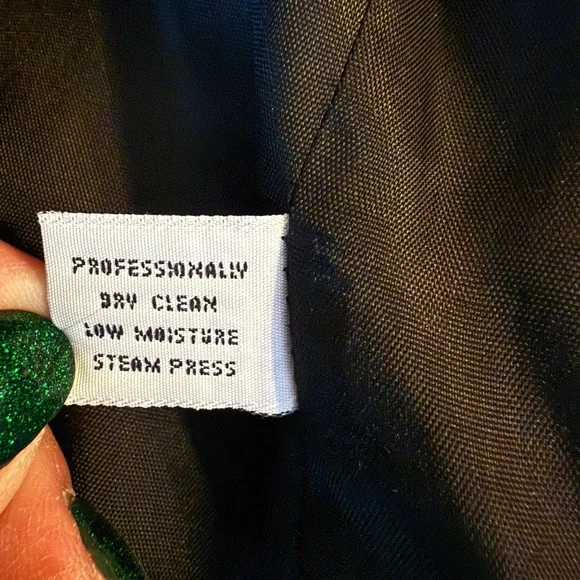 PROFESSIONALLY
DRY CLEAN
LOW MOISTURE
STEAM PRESS